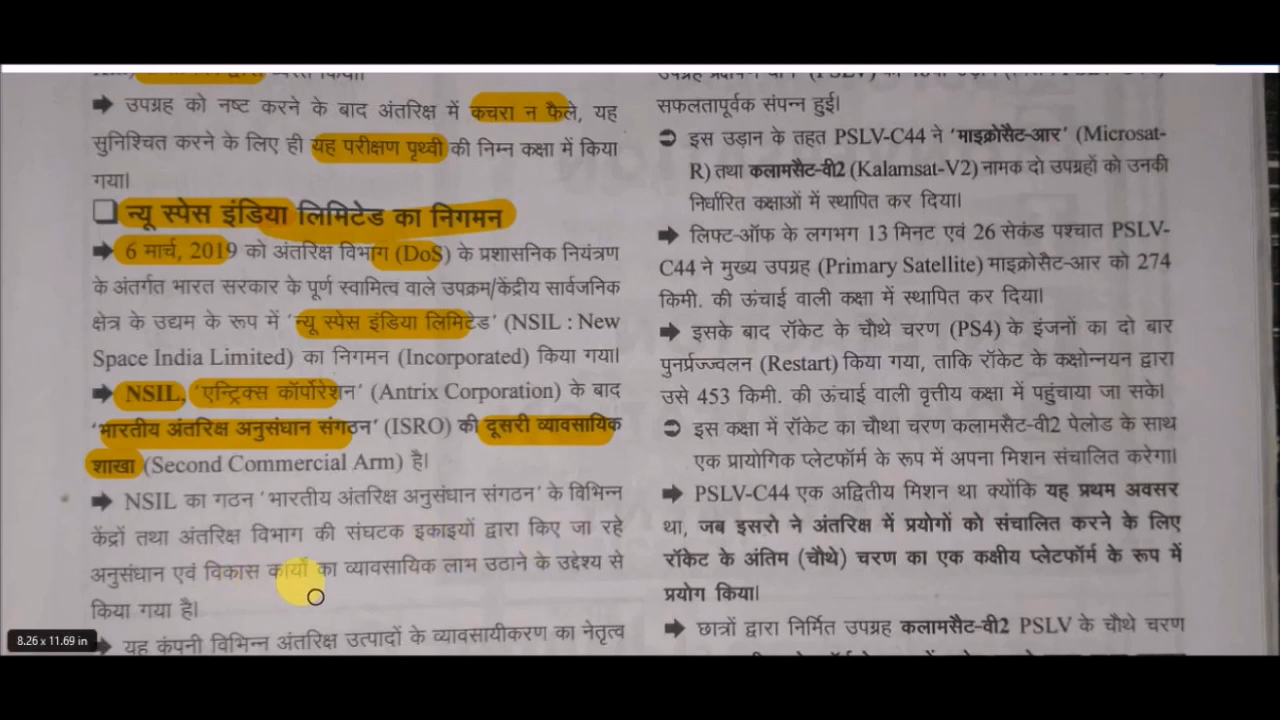 ➡ उपग्रह को नष्ट करने के बाद अंतरिक्ष में कचरा न फैले, यह
सुनिश्चित करने के लिए ही यह परीक्षण पृथ्वी की निम्न कक्षा में किया
गया।
❑ न्यू स्पेस इंडिया लिमिटेड का निगमन
➡ 6 मार्च, 2019 को अंतरिक्ष विभाग (DoS) के प्रशासनिक नियंत्रण
के अंतर्गत भारत सरकार के पूर्ण स्वामित्व वाले उपक्रम/केंद्रीय सार्वजनिक
क्षेत्र के उद्यम के रूप में 'न्यू स्पेस इंडिया लिमिटेड' (NSIL : New
Space India Limited) का निगमन (Incorporated) किया गया।
➡ NSIL, 'एन्ट्रिक्स कॉर्पोरेशन' (Antrix Corporation) के बाद
'भारतीय अंतरिक्ष अनुसंधान संगठन' (ISRO) की दूसरी व्यावसायिक
शाखा (Second Commercial Arm) है।
➡ NSIL का गठन 'भारतीय अंतरिक्ष अनुसंधान संगठन' के विभिन्न
केंद्रों तथा अंतरिक्ष विभाग की संघटक इकाइयों द्वारा किए जा रहे
अनुसंधान एवं विकास कार्यों का व्यावसायिक लाभ उठाने के उद्देश्य से
किया गया है।
➡ यह कंपनी विभिन्न अंतरिक्ष उत्पादों के व्यावसायीकरण का नेतृत्व
सफलतापूर्वक संपन्न हुई।
➲ इस उड़ान के तहत PSLV-C44 ने 'माइक्रोसैट-आर' (Microsat-
R) तथा कलामसैट-वी2 (Kalamsat-V2) नामक दो उपग्रहों को उनकी
निर्धारित कक्षाओं में स्थापित कर दिया।
➡ लिफ्ट-ऑफ के लगभग 13 मिनट एवं 26 सेकंड पश्चात PSLV-
C44 ने मुख्य उपग्रह (Primary Satellite) माइक्रोसैट-आर को 274
किमी. की ऊंचाई वाली कक्षा में स्थापित कर दिया।
➡ इसके बाद रॉकेट के चौथे चरण (PS4) के इंजनों का दो बार
पुनर्प्रज्ज्वलन (Restart) किया गया, ताकि रॉकेट के कक्षोन्नयन द्वारा
उसे 453 किमी. की ऊंचाई वाली वृत्तीय कक्षा में पहुंचाया जा सके।
➲ इस कक्षा में रॉकेट का चौथा चरण कलामसैट-वी2 पेलोड के साथ
एक प्रायोगिक प्लेटफॉर्म के रूप में अपना मिशन संचालित करेगा।
➡ PSLV-C44 एक अद्वितीय मिशन था क्योंकि यह प्रथम अवसर
था, जब इसरो ने अंतरिक्ष में प्रयोगों को संचालित करने के लिए
रॉकेट के अंतिम (चौथे) चरण का एक कक्षीय प्लेटफॉर्म के रूप में
प्रयोग किया।
➡ छात्रों द्वारा निर्मित उपग्रह कलामसैट-वी2 PSLV के चौथे चरण
8.26 x 11.69 in